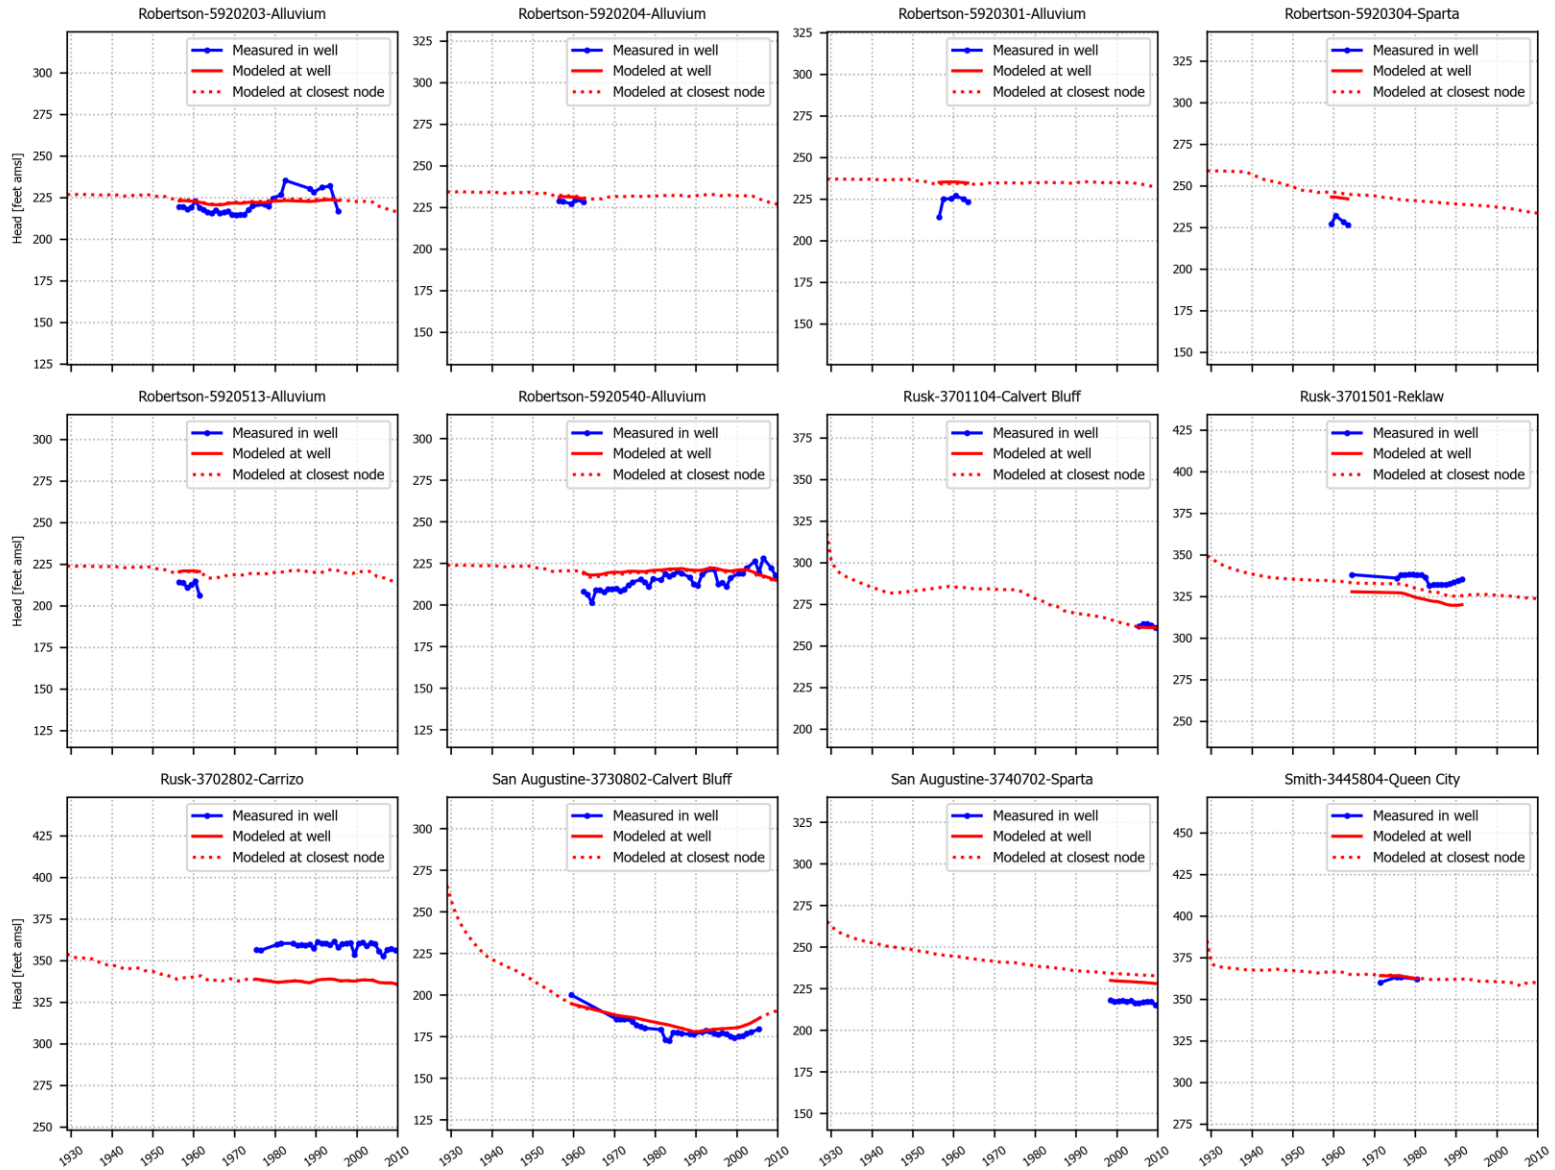 Robertson-5920203-Alluvium
Measured in well
Modeled at well
Modeled at closest node
Head [feet amsl]
300
275
250
225
200
175
150
125
Robertson-5920204-Alluvium
Measured in well
Modeled at well
Modeled at closest node
325
300
275
250
225
200
175
150
Robertson-5920301-Alluvium
Measured in well
Modeled at well
Modeled at closest node
325
300
275
250
225
200
175
150
Robertson-5920304-Sparta
Measured in well
Modeled at well
Modeled at closest node
325
300
275
250
225
200
175
150
Robertson-5920513-Alluvium
Measured in well
Modeled at well
Modeled at closest node
Head [feet amsl]
300
275
250
225
200
175
150
125
Robertson-5920540-Alluvium
Measured in well
Modeled at well
Modeled at closest node
300
275
250
225
200
175
150
125
Rusk-3701104-Calvert Bluff
Measured in well
Modeled at well
Modeled at closest node
375
350
325
300
275
250
225
200
Rusk-3701501-Reklaw
Measured in well
Modeled at well
Modeled at closest node
425
400
375
350
325
300
275
250
Rusk-3702802-Carrizo
Measured in well
Modeled at well
Modeled at closest node
Head [feet amsl]
425
400
375
350
325
300
275
250
1930 1940 1950 1960 1970 1980 1990 2000 2010
San Augustine-3730802-Calvert Bluff
Measured in well
Modeled at well
Modeled at closest node
300
275
250
225
200
175
150
125
1930 1940 1950 1960 1970 1980 1990 2000 2010
San Augustine-3740702-Sparta
Measured in well
Modeled at well
Modeled at closest node
325
300
275
250
225
200
175
150
1930 1940 1950 1960 1970 1980 1990 2000 2010
Smith-3445804-Queen City
Measured in well
Modeled at well
Modeled at closest node
450
425
400
375
350
325
300
275
1930 1940 1950 1960 1970 1980 1990 2000 2010